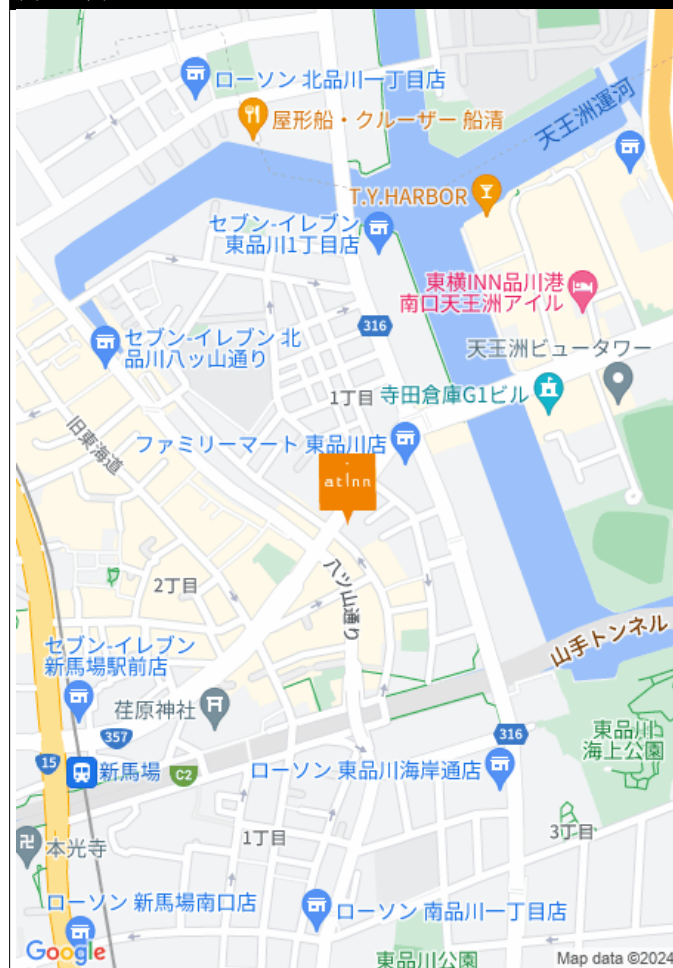 ローソン 北品川一丁目店
屋形船・クルーザー 船清
天王洲運河
T.Y.HARBOR
セブン‐イレブン
東品川1丁目店
東横INN品川港
南口天王洲アイル
316
セブン‐イレブン 北
品川八ッ山通り
天王洲ビュータワー
1丁目
寺田倉庫G1ビル
旧東海道
ファミリーマート 東品川店
atInn
八ツ山通り
2丁目
山手トンネル
セブン‐イレブン
新馬場駅前店
荏原神社
357
316
東品川
海上公園
15
新馬場
C2
ローソン 東品川海岸通店
3丁目
1丁目
本光寺
ローソン 新馬場南口店
ローソン 南品川一丁目店
Google
東品川公園
Map data ©2024